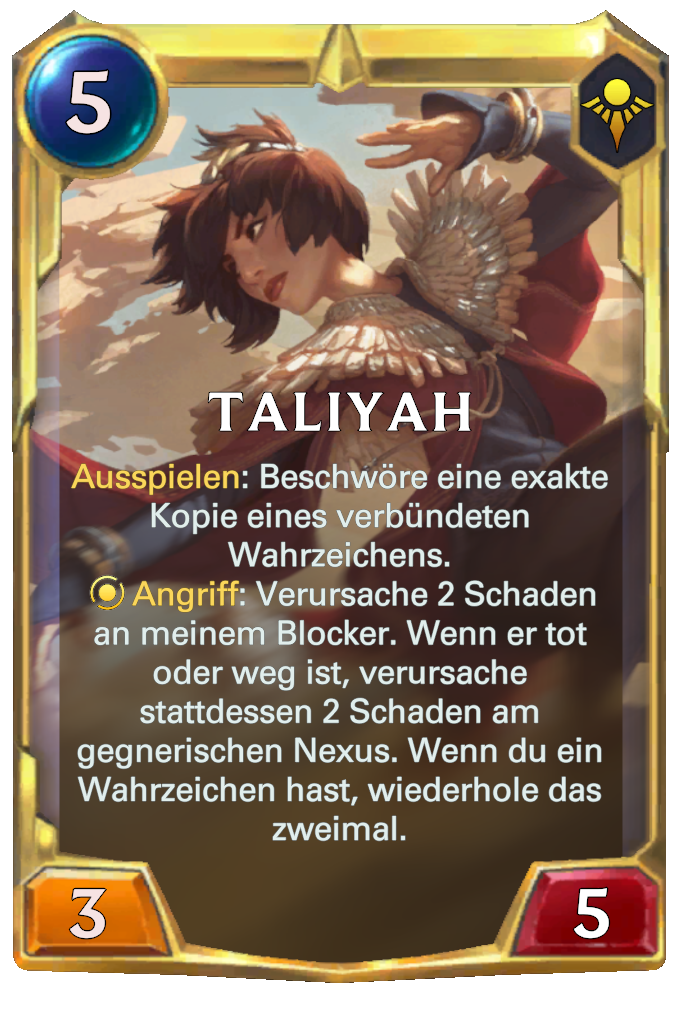 5
TALIYAH
Ausspielen: Beschwöre eine exakte
Kopie eines verbündeten
Wahrzeichens.
Angriff: Verursache 2 Schaden
an meinem Blocker. Wenn er tot
oder weg ist, verursache
stattdessen 2 Schaden am
gegnerischen Nexus. Wenn du ein
Wahrzeichen hast, wiederhole das
zweimal.
3
5